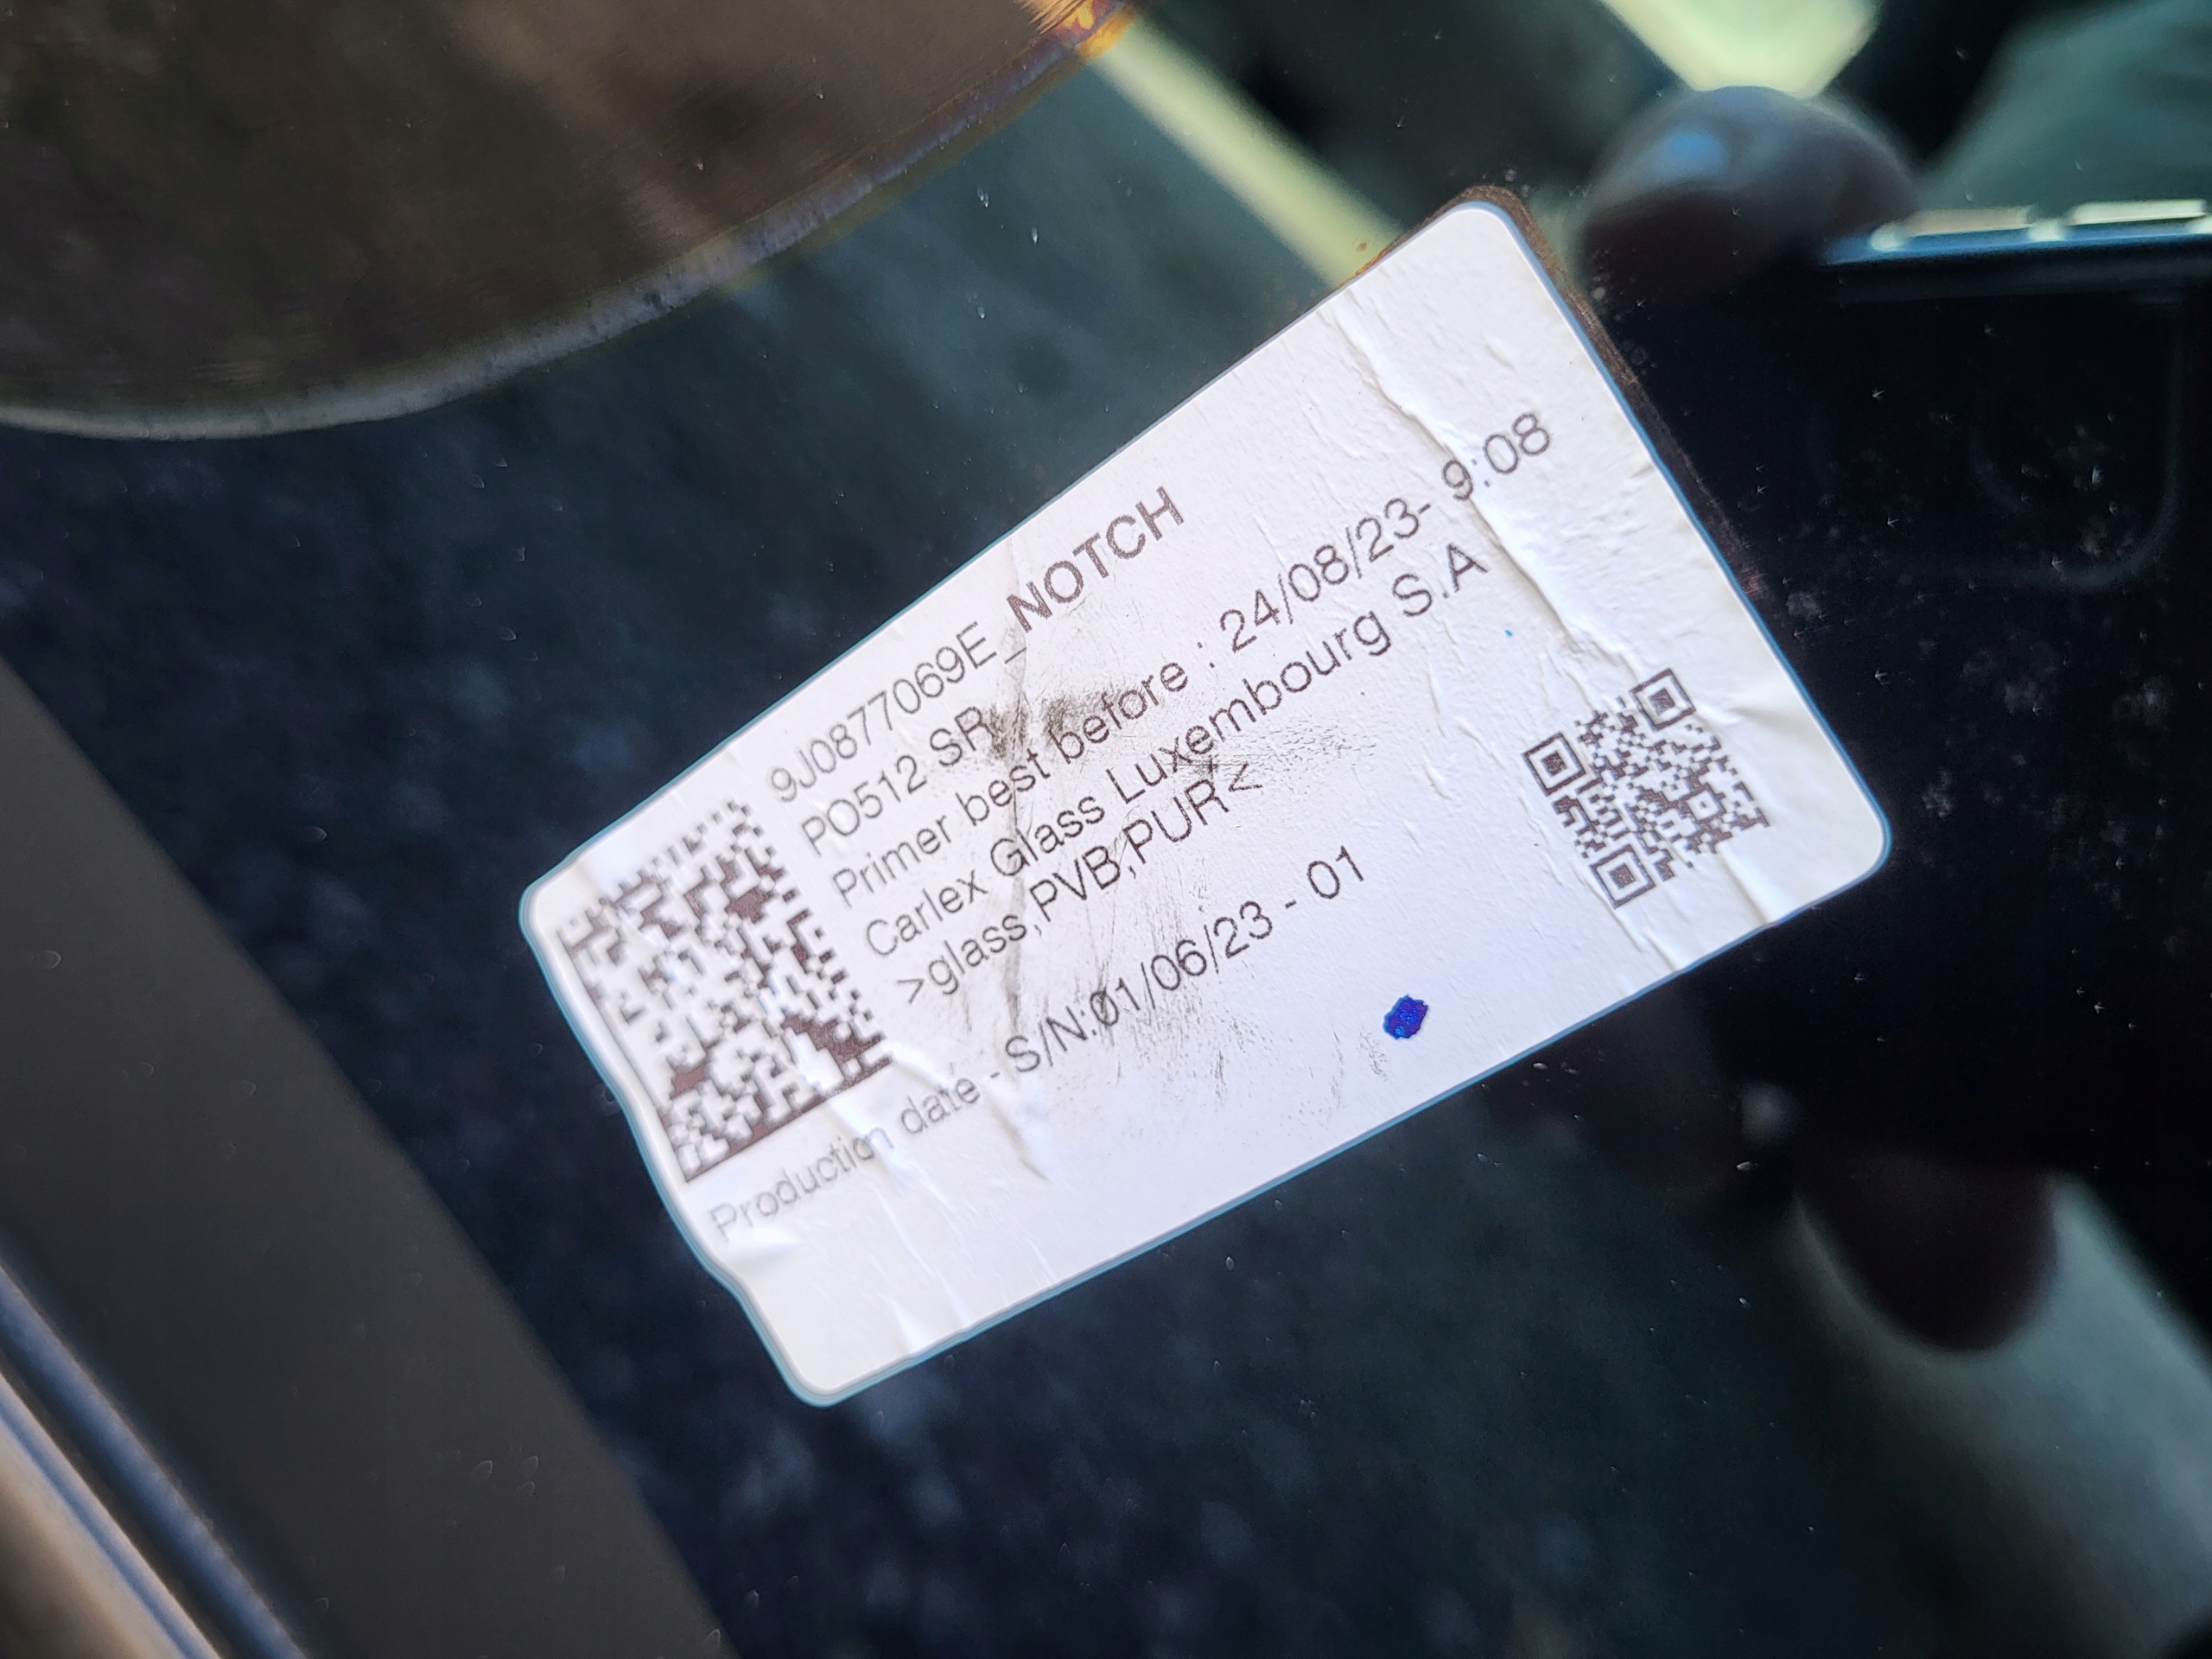 9J0877069E_NOTCH
PO512 SR
Primer best before : 24/08/23- 9:08
Carlex Glass Luxembourg S.A
>glass,PVB,PUR<
Production date - S/N:01/06/23 - 01